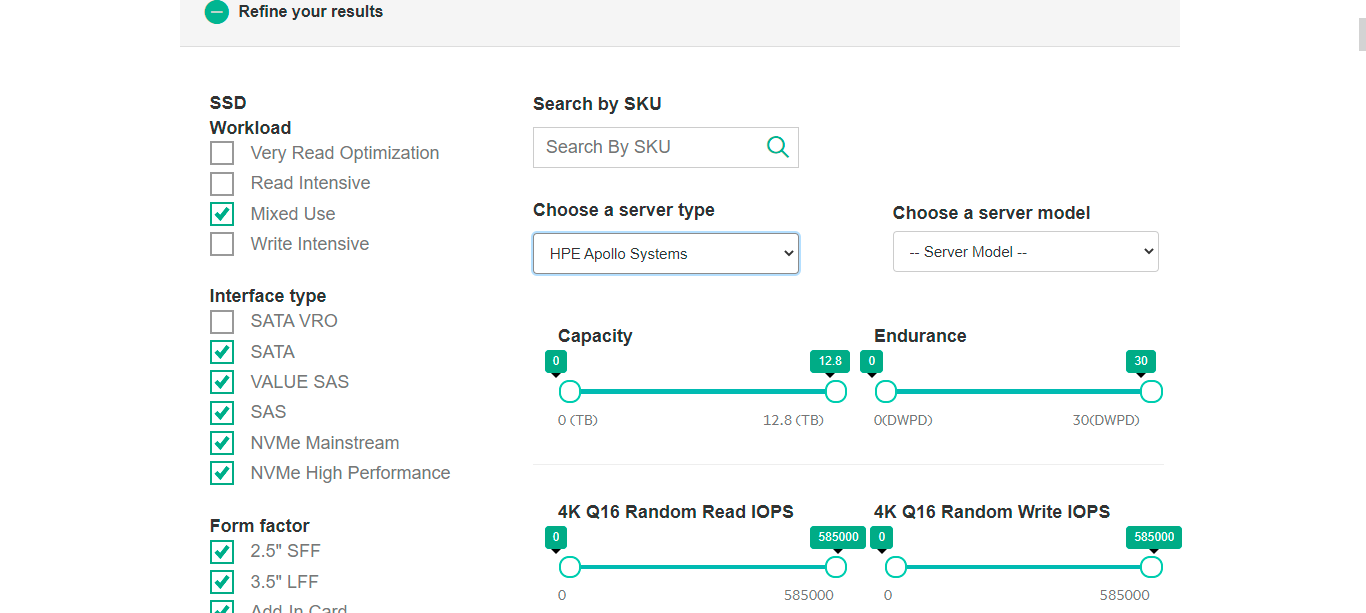 Refine your results
SSD
Workload
Very Read Optimization
Read Intensive
Mixed Use
Write Intensive
Interface type
SATA VRO
SATA
VALUE SAS
SAS
NVMe Mainstream
NVMe High Performance
Form factor
2.5" SFF
3.5" LFF
Add In Card
Search by SKU
Search By SKU
Choose a server type
HPE Apollo Systems
Choose a server model
-- Server Model --
Capacity
0 12.8
0 (TB) 12.8 (TB)
Endurance
0 30
0(DWPD) 30(DWPD)
4K Q16 Random Read IOPS
0 585000
0 585000
4K Q16 Random Write IOPS
0 585000
0 585000